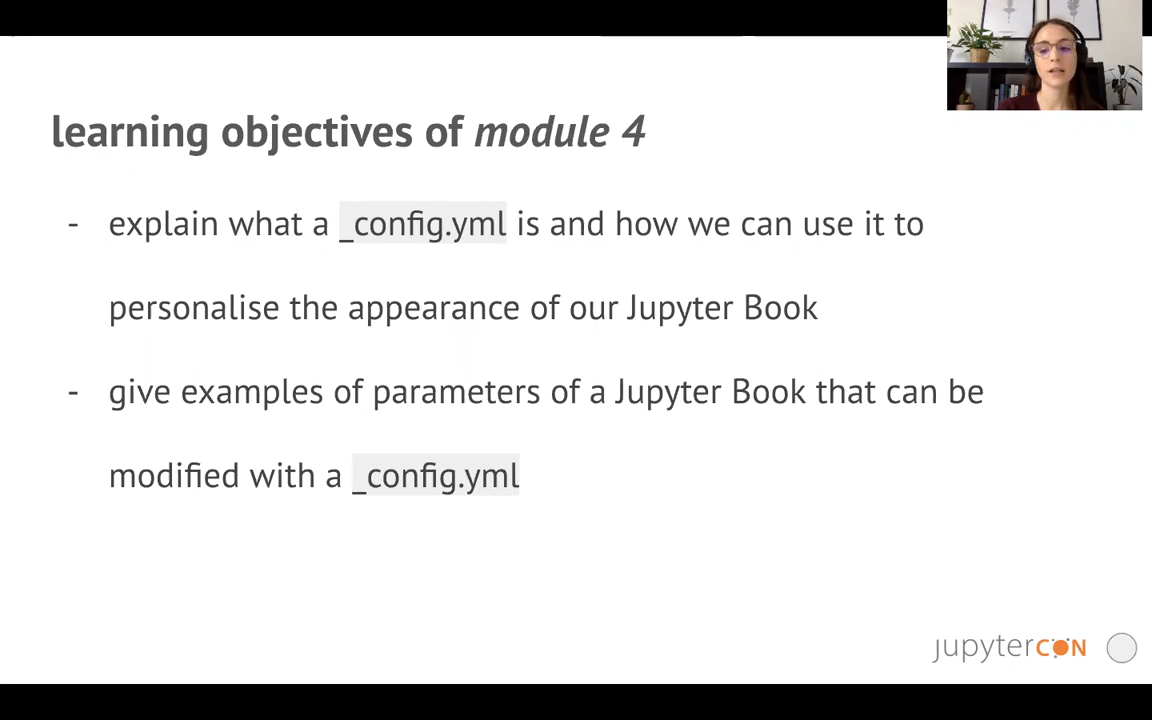 learning objectives of module 4
- explain what a _config.yml is and how we can use it to
personalise the appearance of our Jupyter Book
- give examples of parameters of a Jupyter Book that can be
modified with a _config.yml
jupytercon